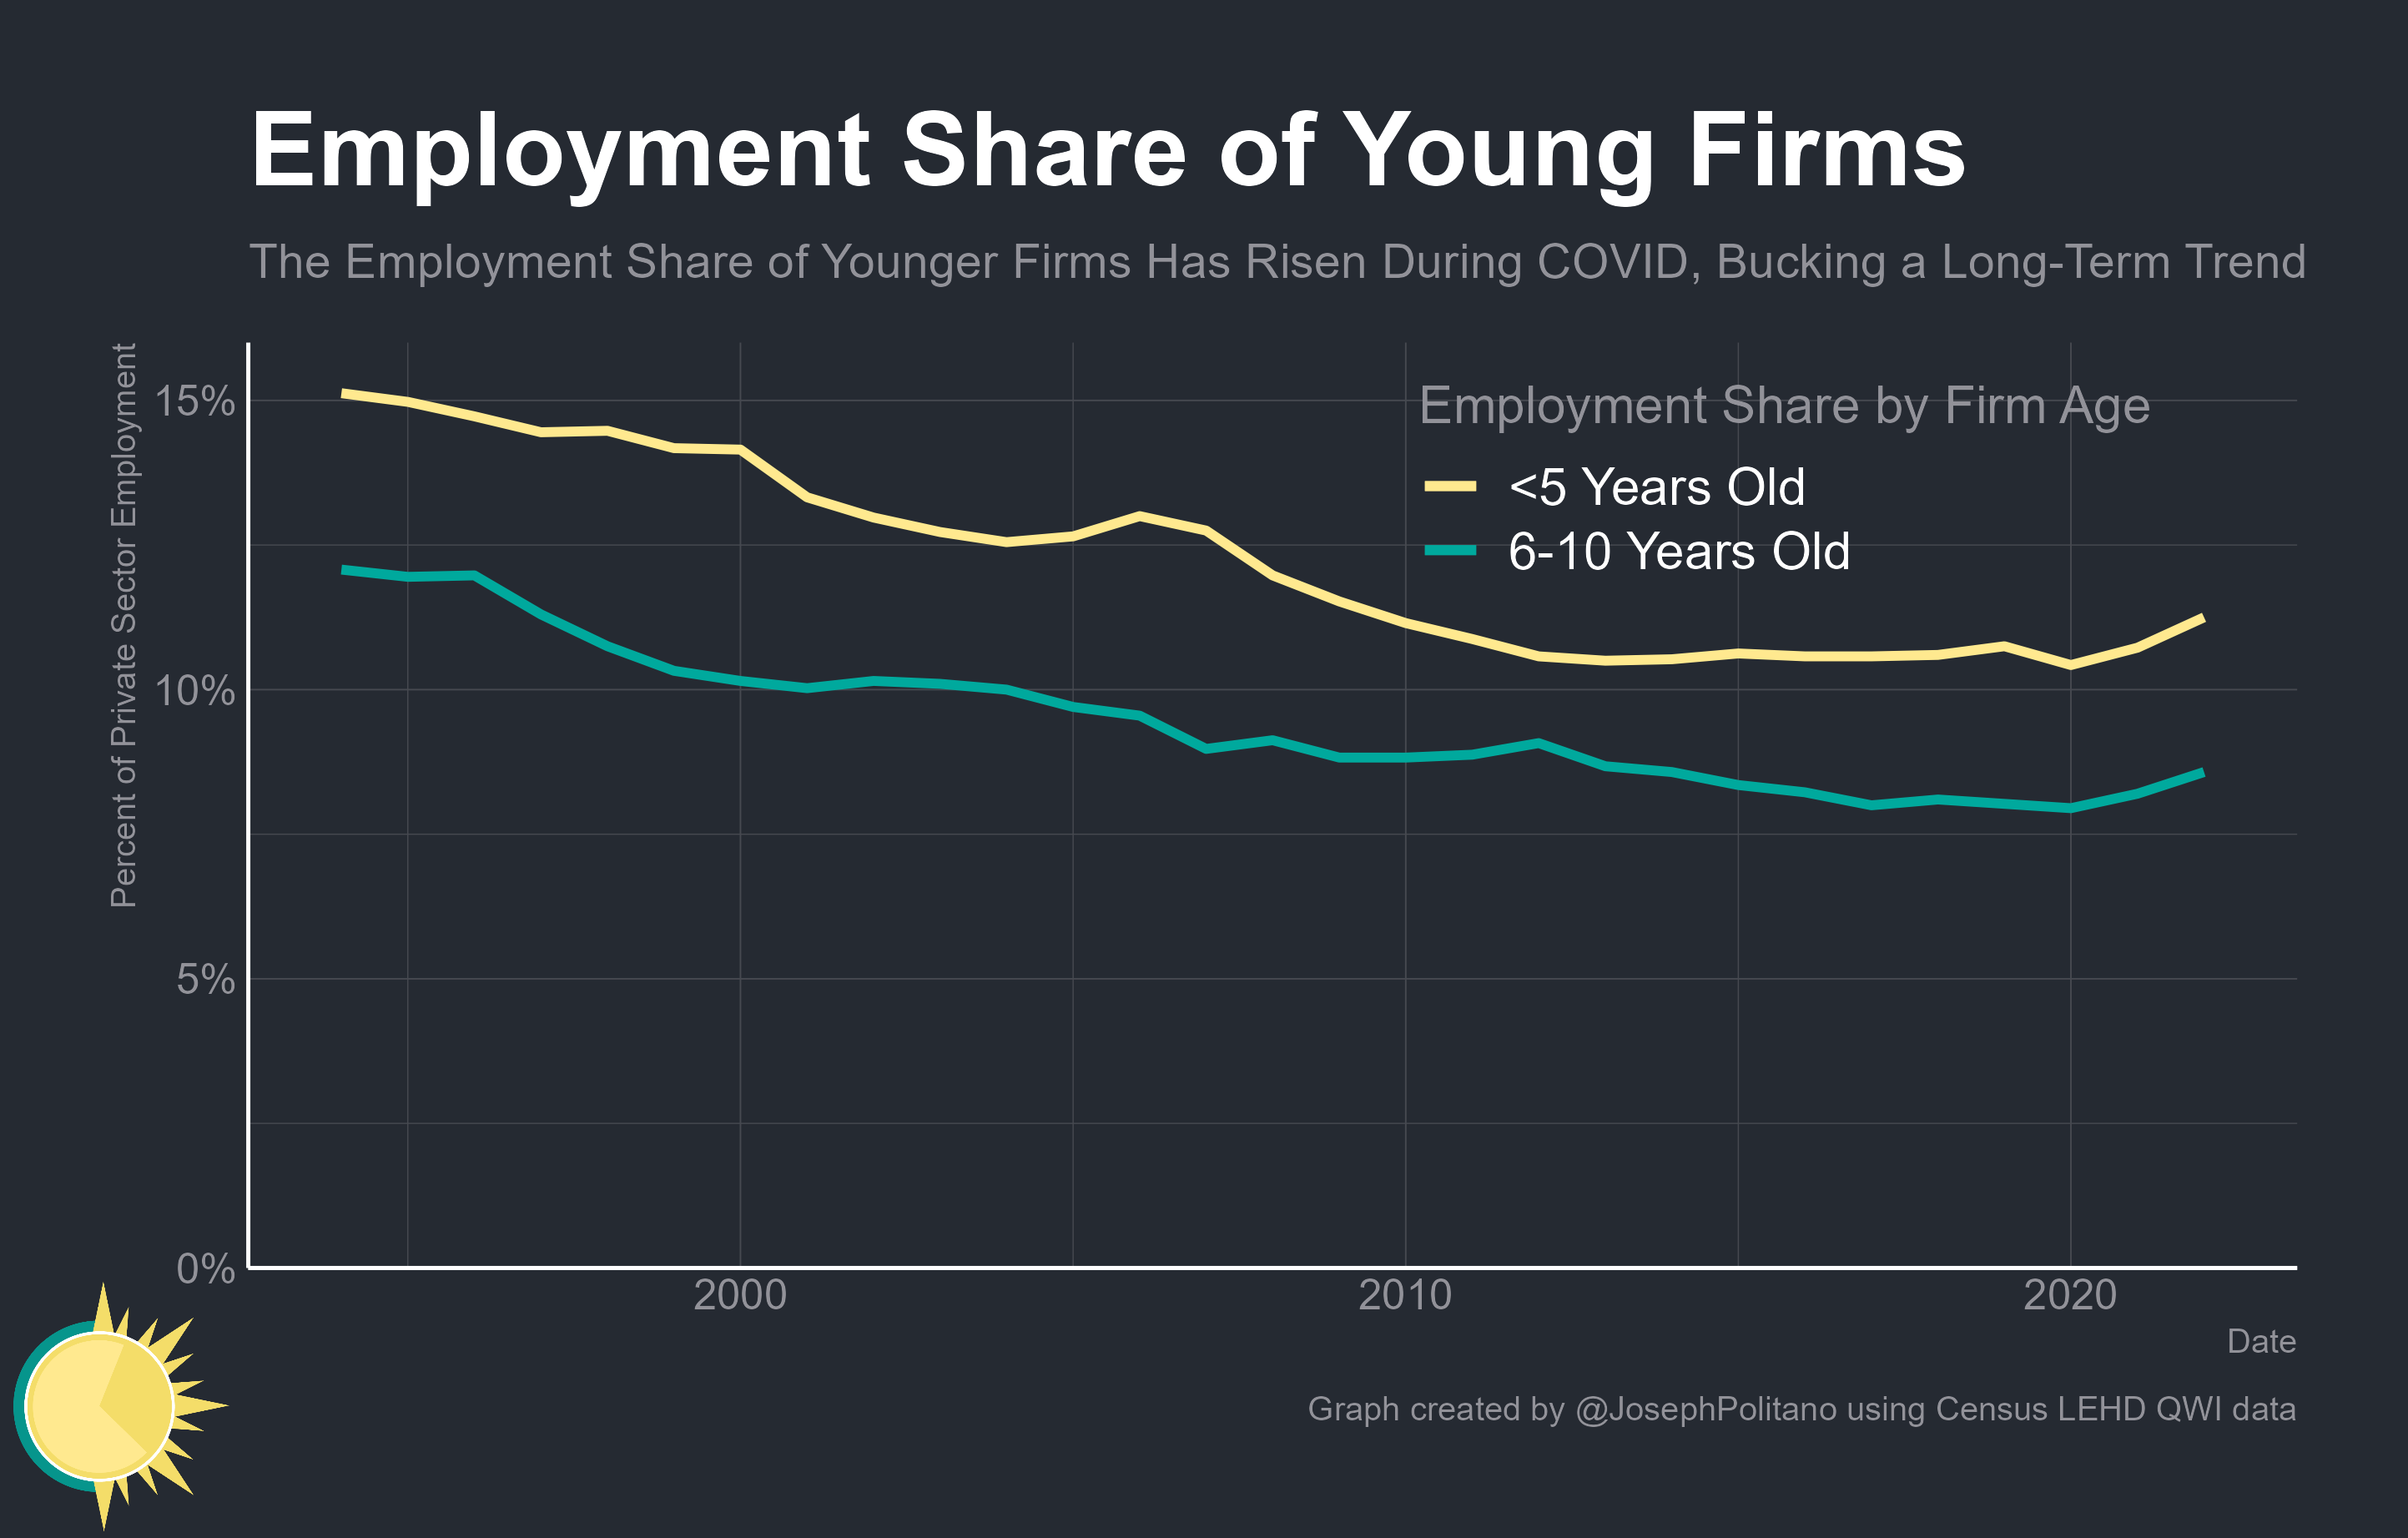 Employment Share of Young Firms
The Employment Share of Younger Firms Has Risen During COVID, Bucking a Long-Term Trend
Percent of Private Sector Employment
15%
10%
5%
0%
Employment Share by Firm Age
<5 Years Old
6-10 Years Old
2000
2010
2020
Date
Graph created by @JosephPolitano using Census LEHD QWI data